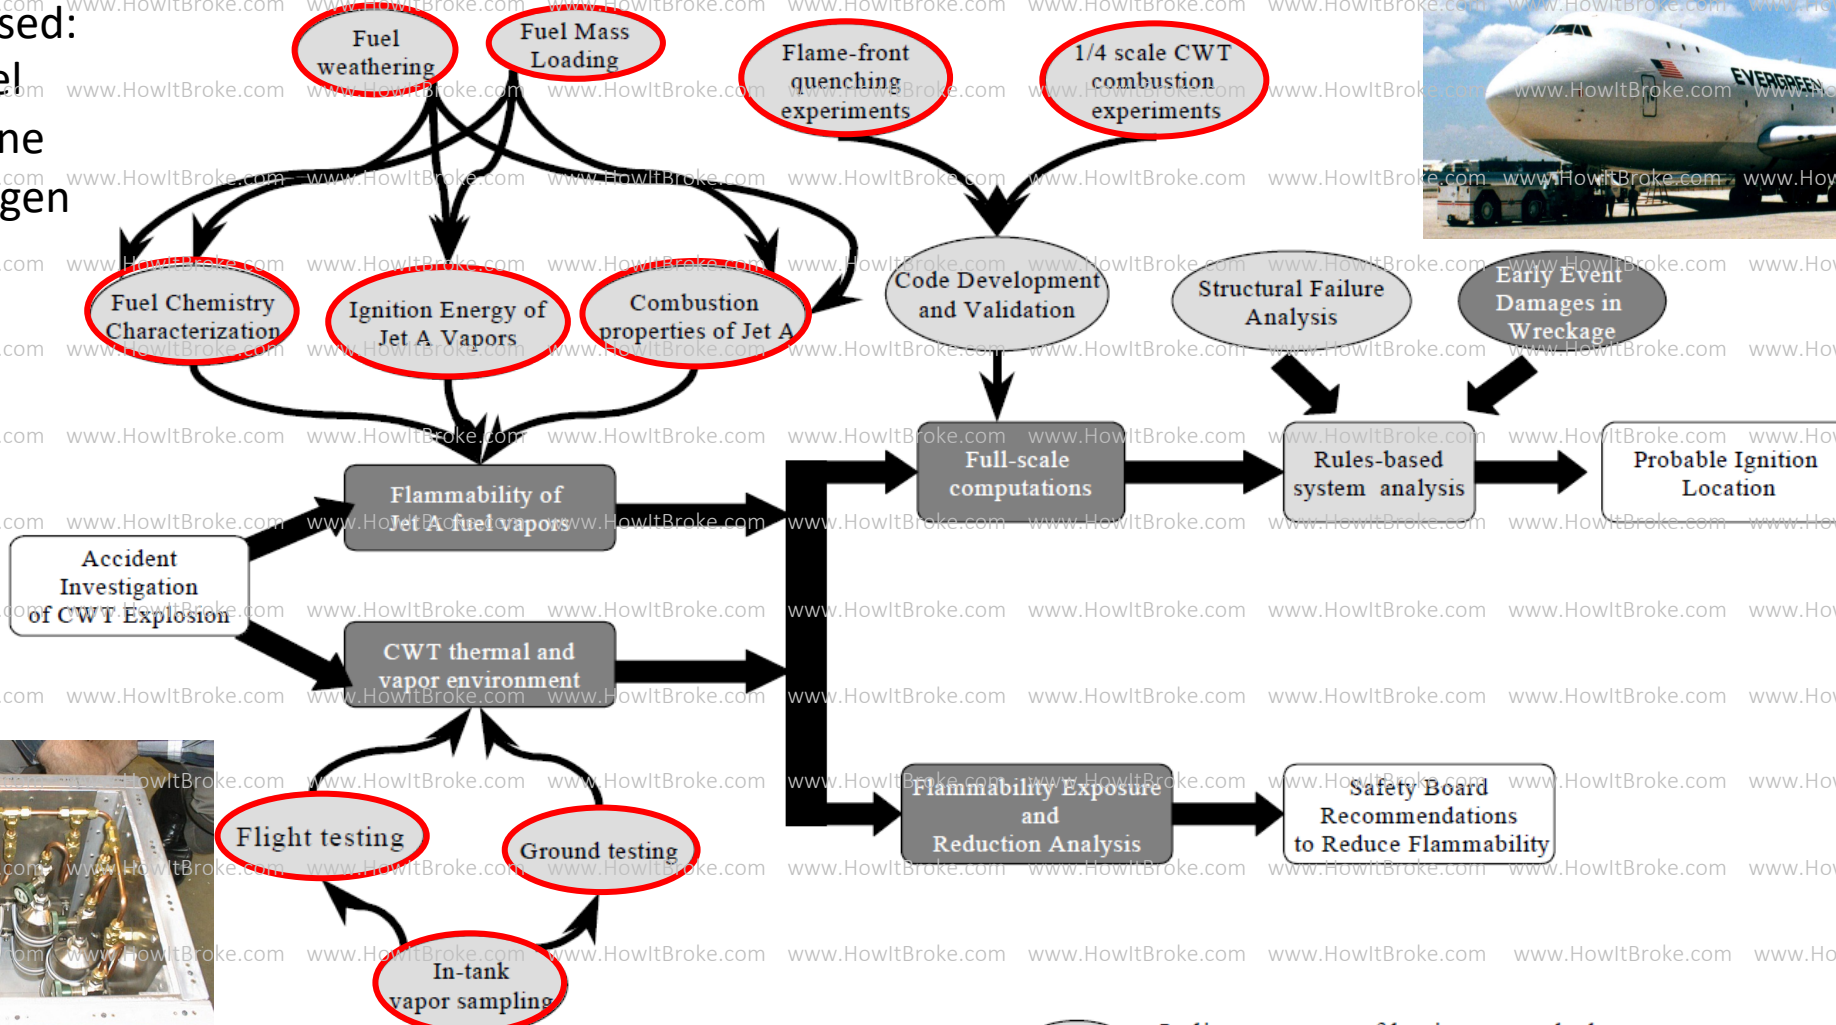 sed:
el
ne
gen
Fuel
weathering
Fuel Mass
Loading
Flame-front
quenching
experiments
1/4 scale CWT
combustion
experiments
EVERGREEN
Fuel Chemistry
Characterization
Ignition Energy of
Jet A Vapors
Combustion
properties of Jet A
Code Development
and Validation
Structural Failure
Analysis
Early Event
Damages in
Wreckage
Flammability of
Jet A fuel vapors
Full-scale
computations
Rules-based
system analysis
Probable Ignition
Location
Accident
Investigation
of CWT Explosion
CWT thermal and
vapor environment
Flammability Exposure
and
Reduction Analysis
Safety Board
Recommendations
to Reduce Flammability
Flight testing
Ground testing
In-tank
vapor sampling
www.HowItBroke.com